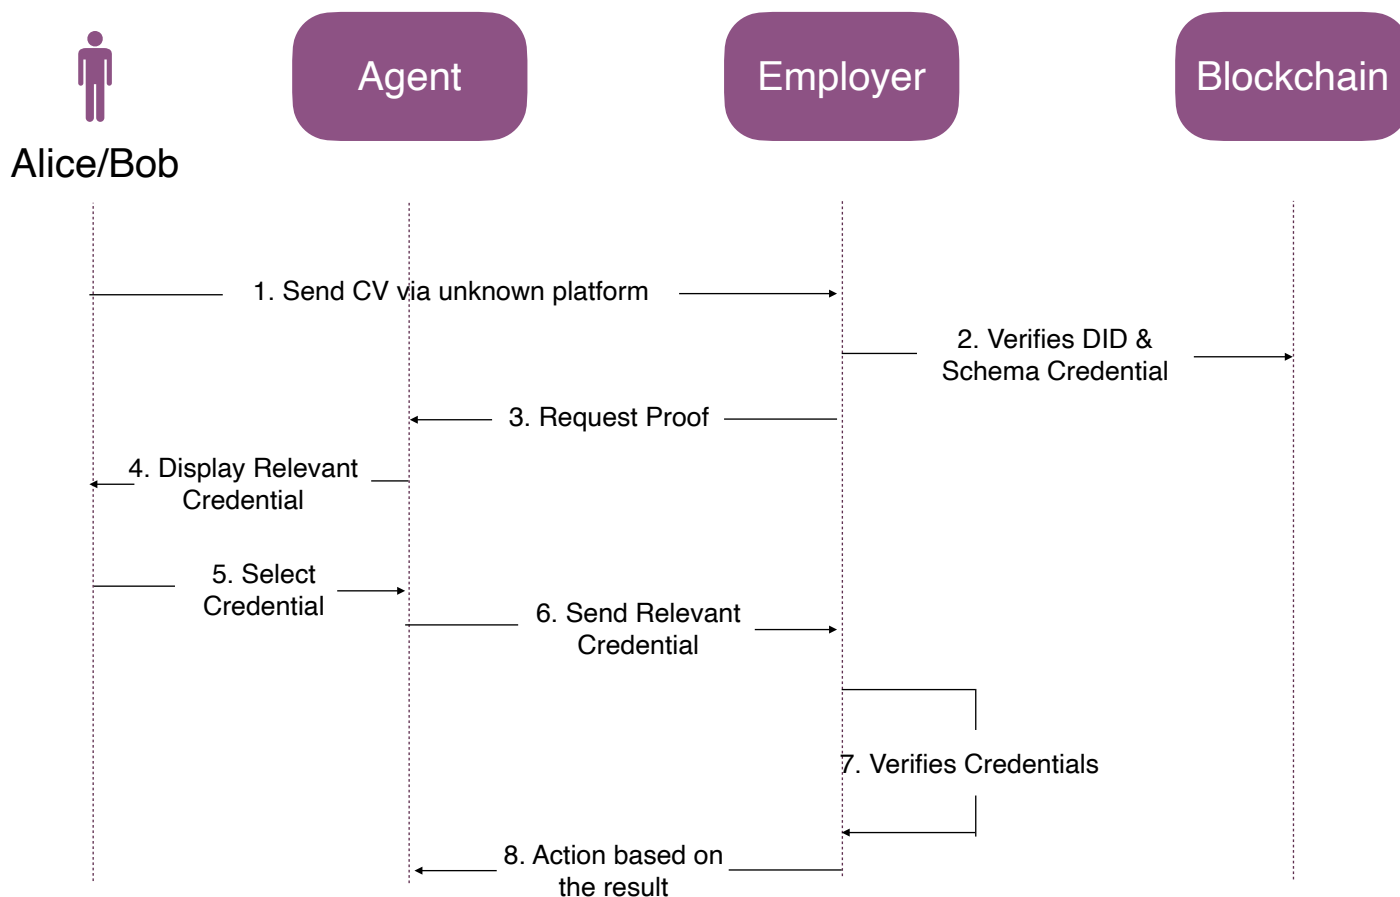 Agent
Employer
Blockchain
Alice/Bob
1. Send CV via unknown platform
2. Verifies DID &
Schema Credential
3. Request Proof
4. Display Relevant
Credential
5. Select
Credential
6. Send Relevant
Credential
7. Verifies Credentials
8. Action based on
the result